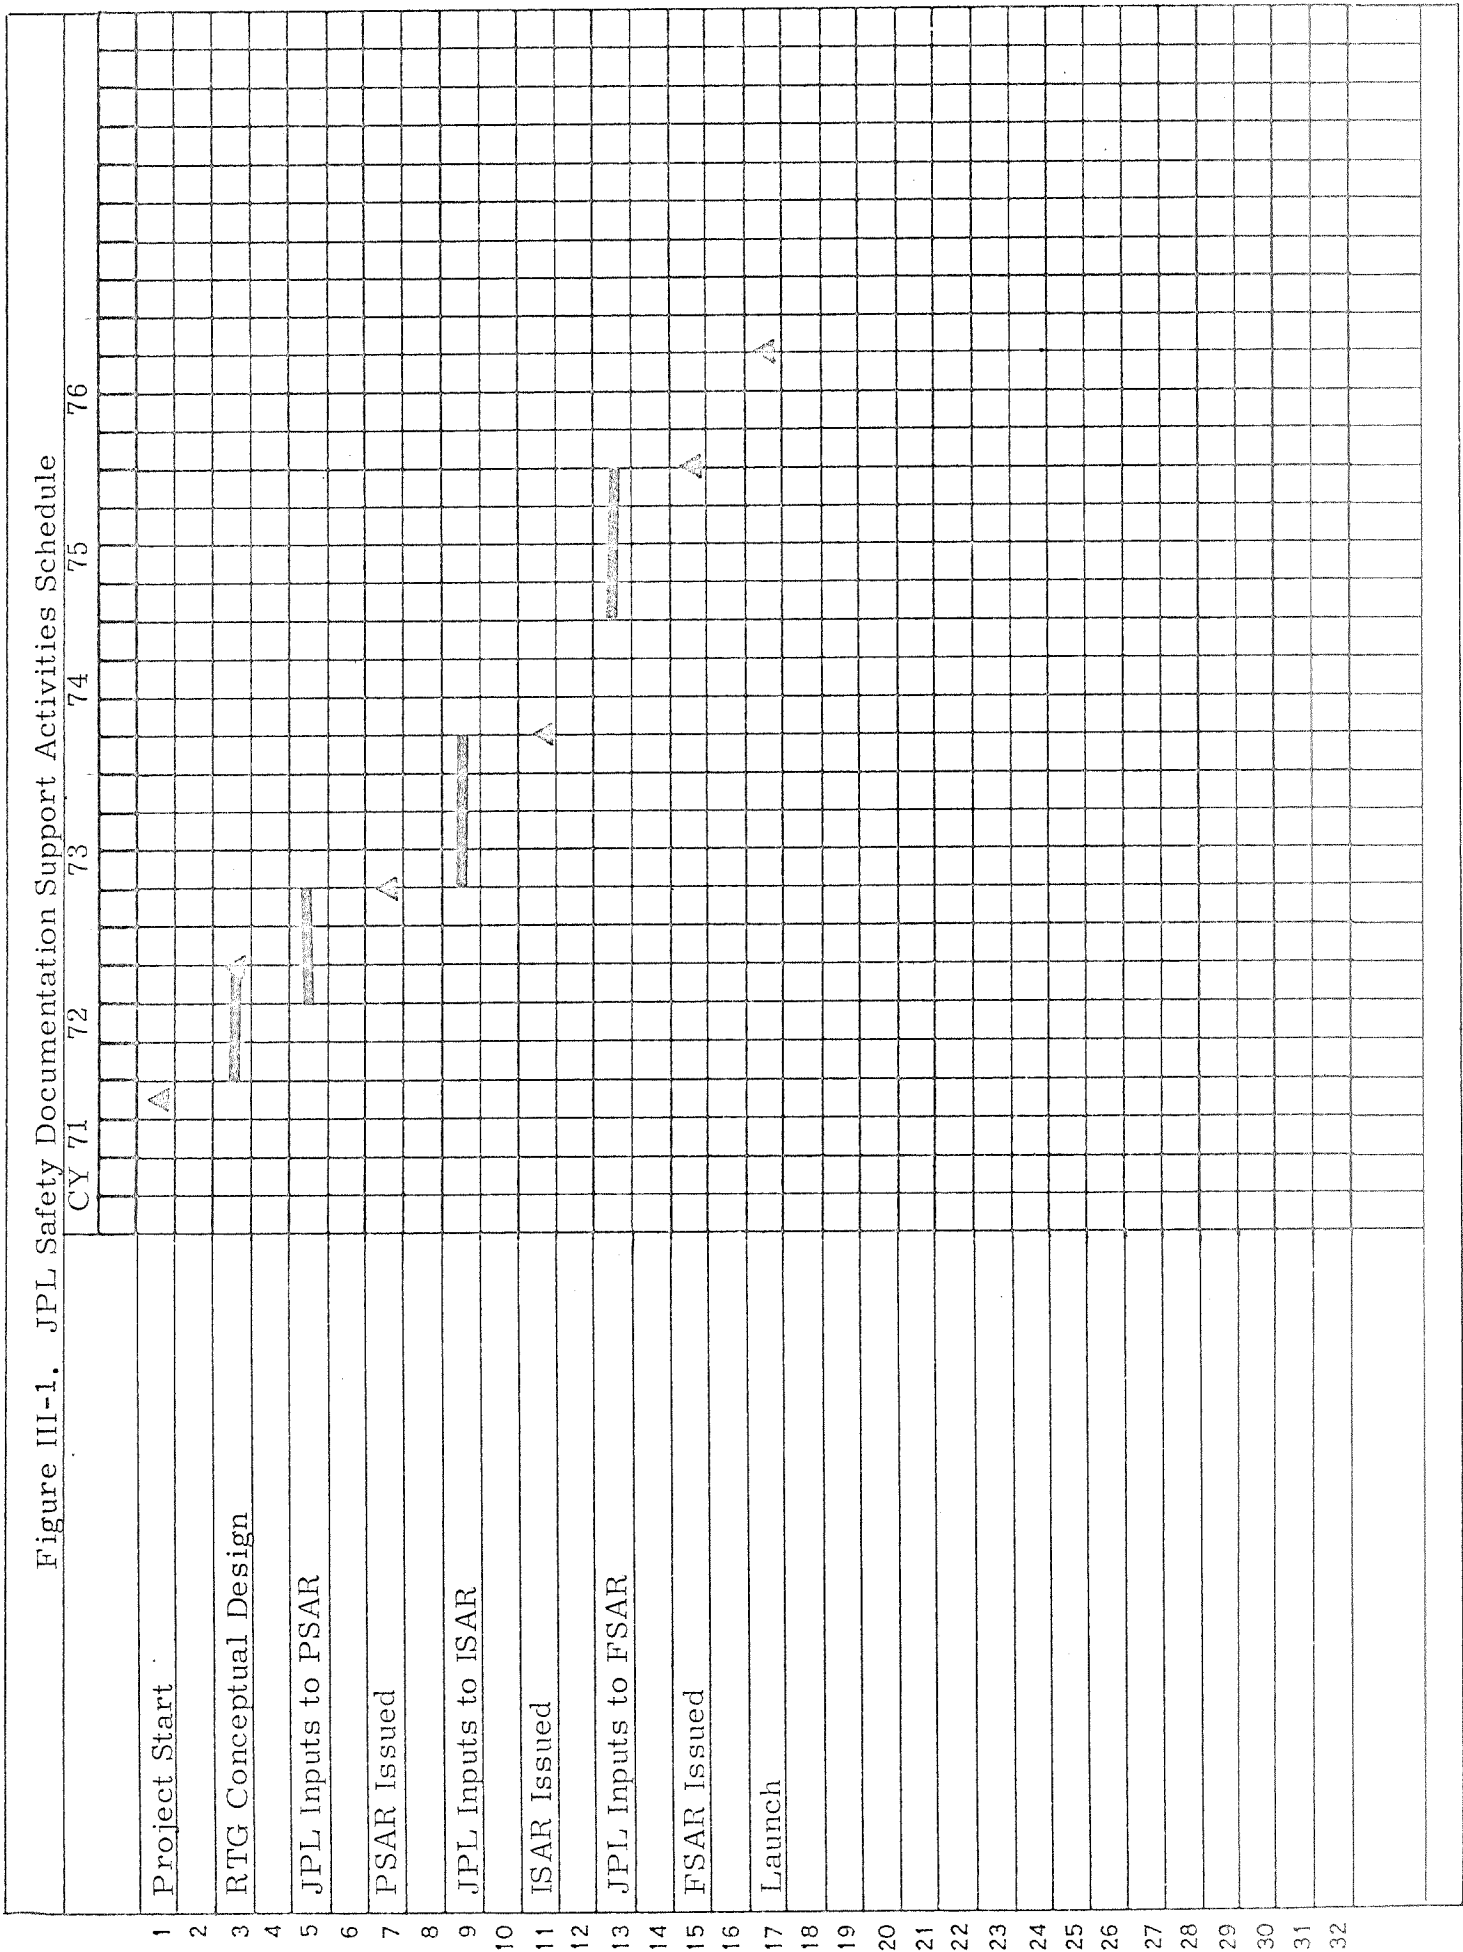 Figure III-1. JPL Safety Documentation Support Activities Schedule
CY 71 72 73 74 75 76
1 Project Start
2
3 RTG Conceptual Design
4
5 JPL Inputs to PSAR
6
7 PSAR Issued
8
9 JPL Inputs to ISAR
10
11 ISAR Issued
12
13 JPL Inputs to FSAR
14
15 FSAR Issued
16
17 Launch
18
19
20
21
22
23
24
25
26
27
28
29
30
31
32